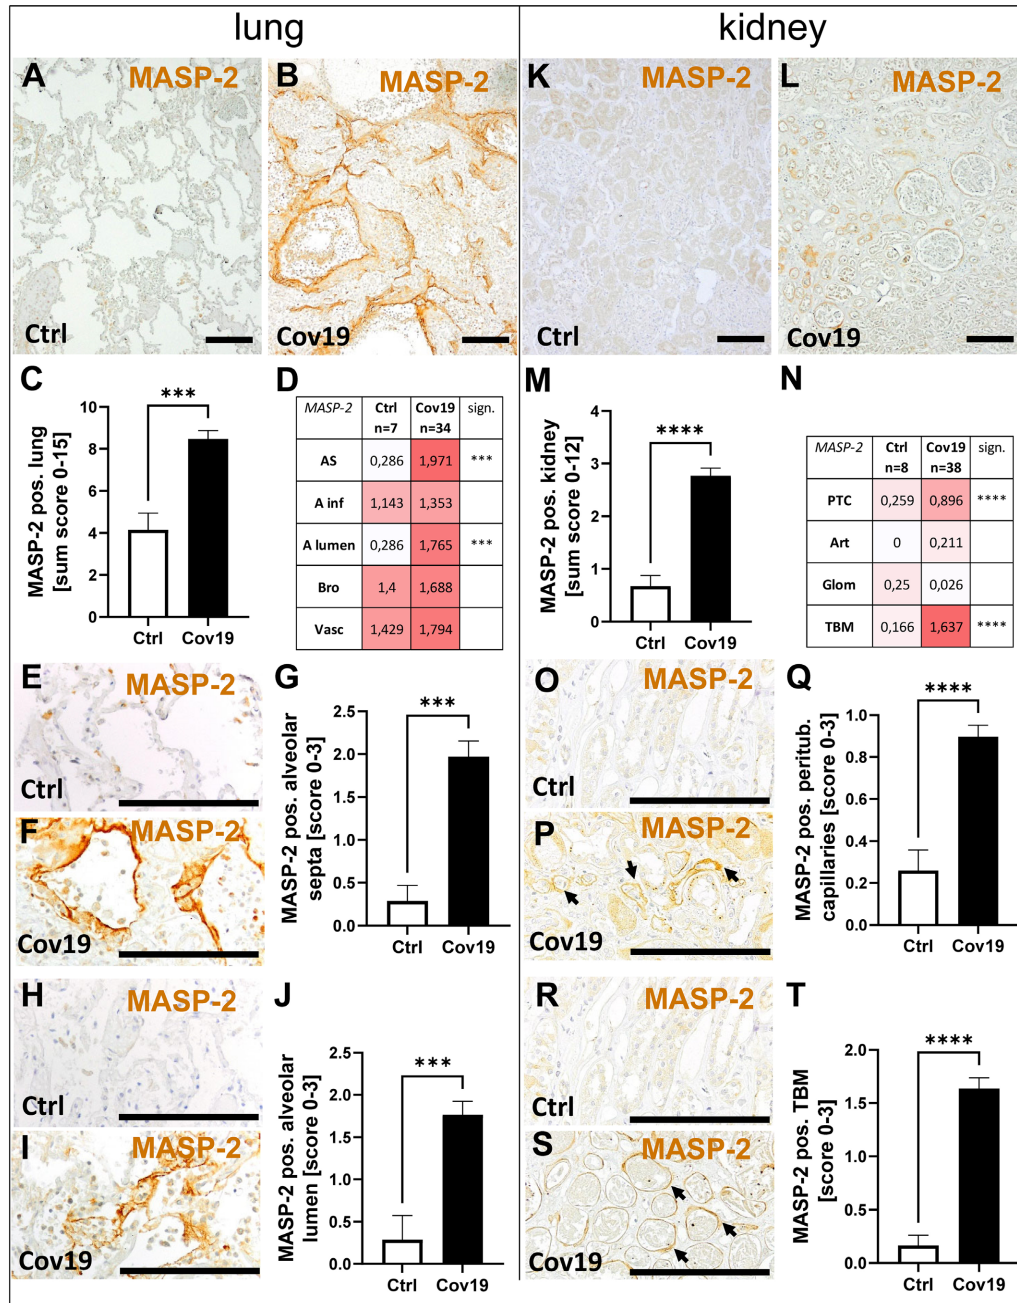 lung
kidney
A MASP-2
Ctrl
B MASP-2
Cov19
K MASP-2
Ctrl
L MASP-2
Cov19
C
MASP-2 pos. lung
[sum score 0-15]
10
8
6
4
2
0
***
Ctrl Cov19
D
MASP-2 Ctrl n=7 Cov19 n=34 sign.
AS 0,286 1,971 ***
A inf 1,143 1,353
A lumen 0,286 1,765 ***
Bro 1,4 1,688
Vasc 1,429 1,794
M
MASP-2 pos. kidney
[sum score 0-12]
4
3
2
1
0
****
Ctrl Cov19
N
MASP-2 Ctrl n=8 Cov19 n=38 sign.
PTC 0,259 0,896 ****
Art 0 0,211
Glom 0,25 0,026
TBM 0,166 1,637 ****
E MASP-2
Ctrl
F MASP-2
Cov19
G
MASP-2 pos. alveolar
septa [score 0-3]
2.5
2.0
1.5
1.0
0.5
0.0
***
Ctrl Cov19
O MASP-2
Ctrl
P MASP-2
Cov19
Q
MASP-2 pos. peritub.
capillaries [score 0-3]
1.0
0.8
0.6
0.4
0.2
0.0
****
Ctrl Cov19
H MASP-2
Ctrl
I MASP-2
Cov19
J
MASP-2 pos. alveolar
lumen [score 0-3]
2.5
2.0
1.5
1.0
0.5
0.0
***
Ctrl Cov19
R MASP-2
Ctrl
S MASP-2
Cov19
T
MASP-2 pos. TBM
[score 0-3]
2.0
1.5
1.0
0.5
0.0
****
Ctrl Cov19